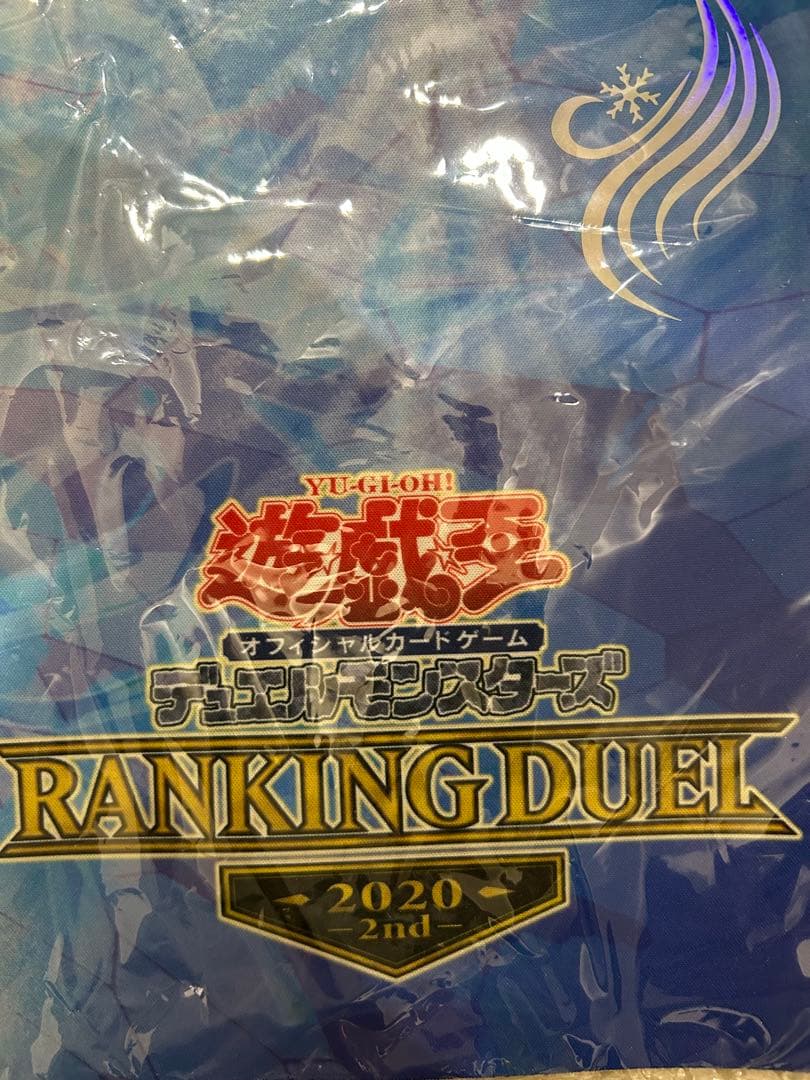 YU-GI-OH!
遊戯王
オフィシャルカードゲーム
デュエルモンスターズ
RANKING DUEL
2020
-2nd-